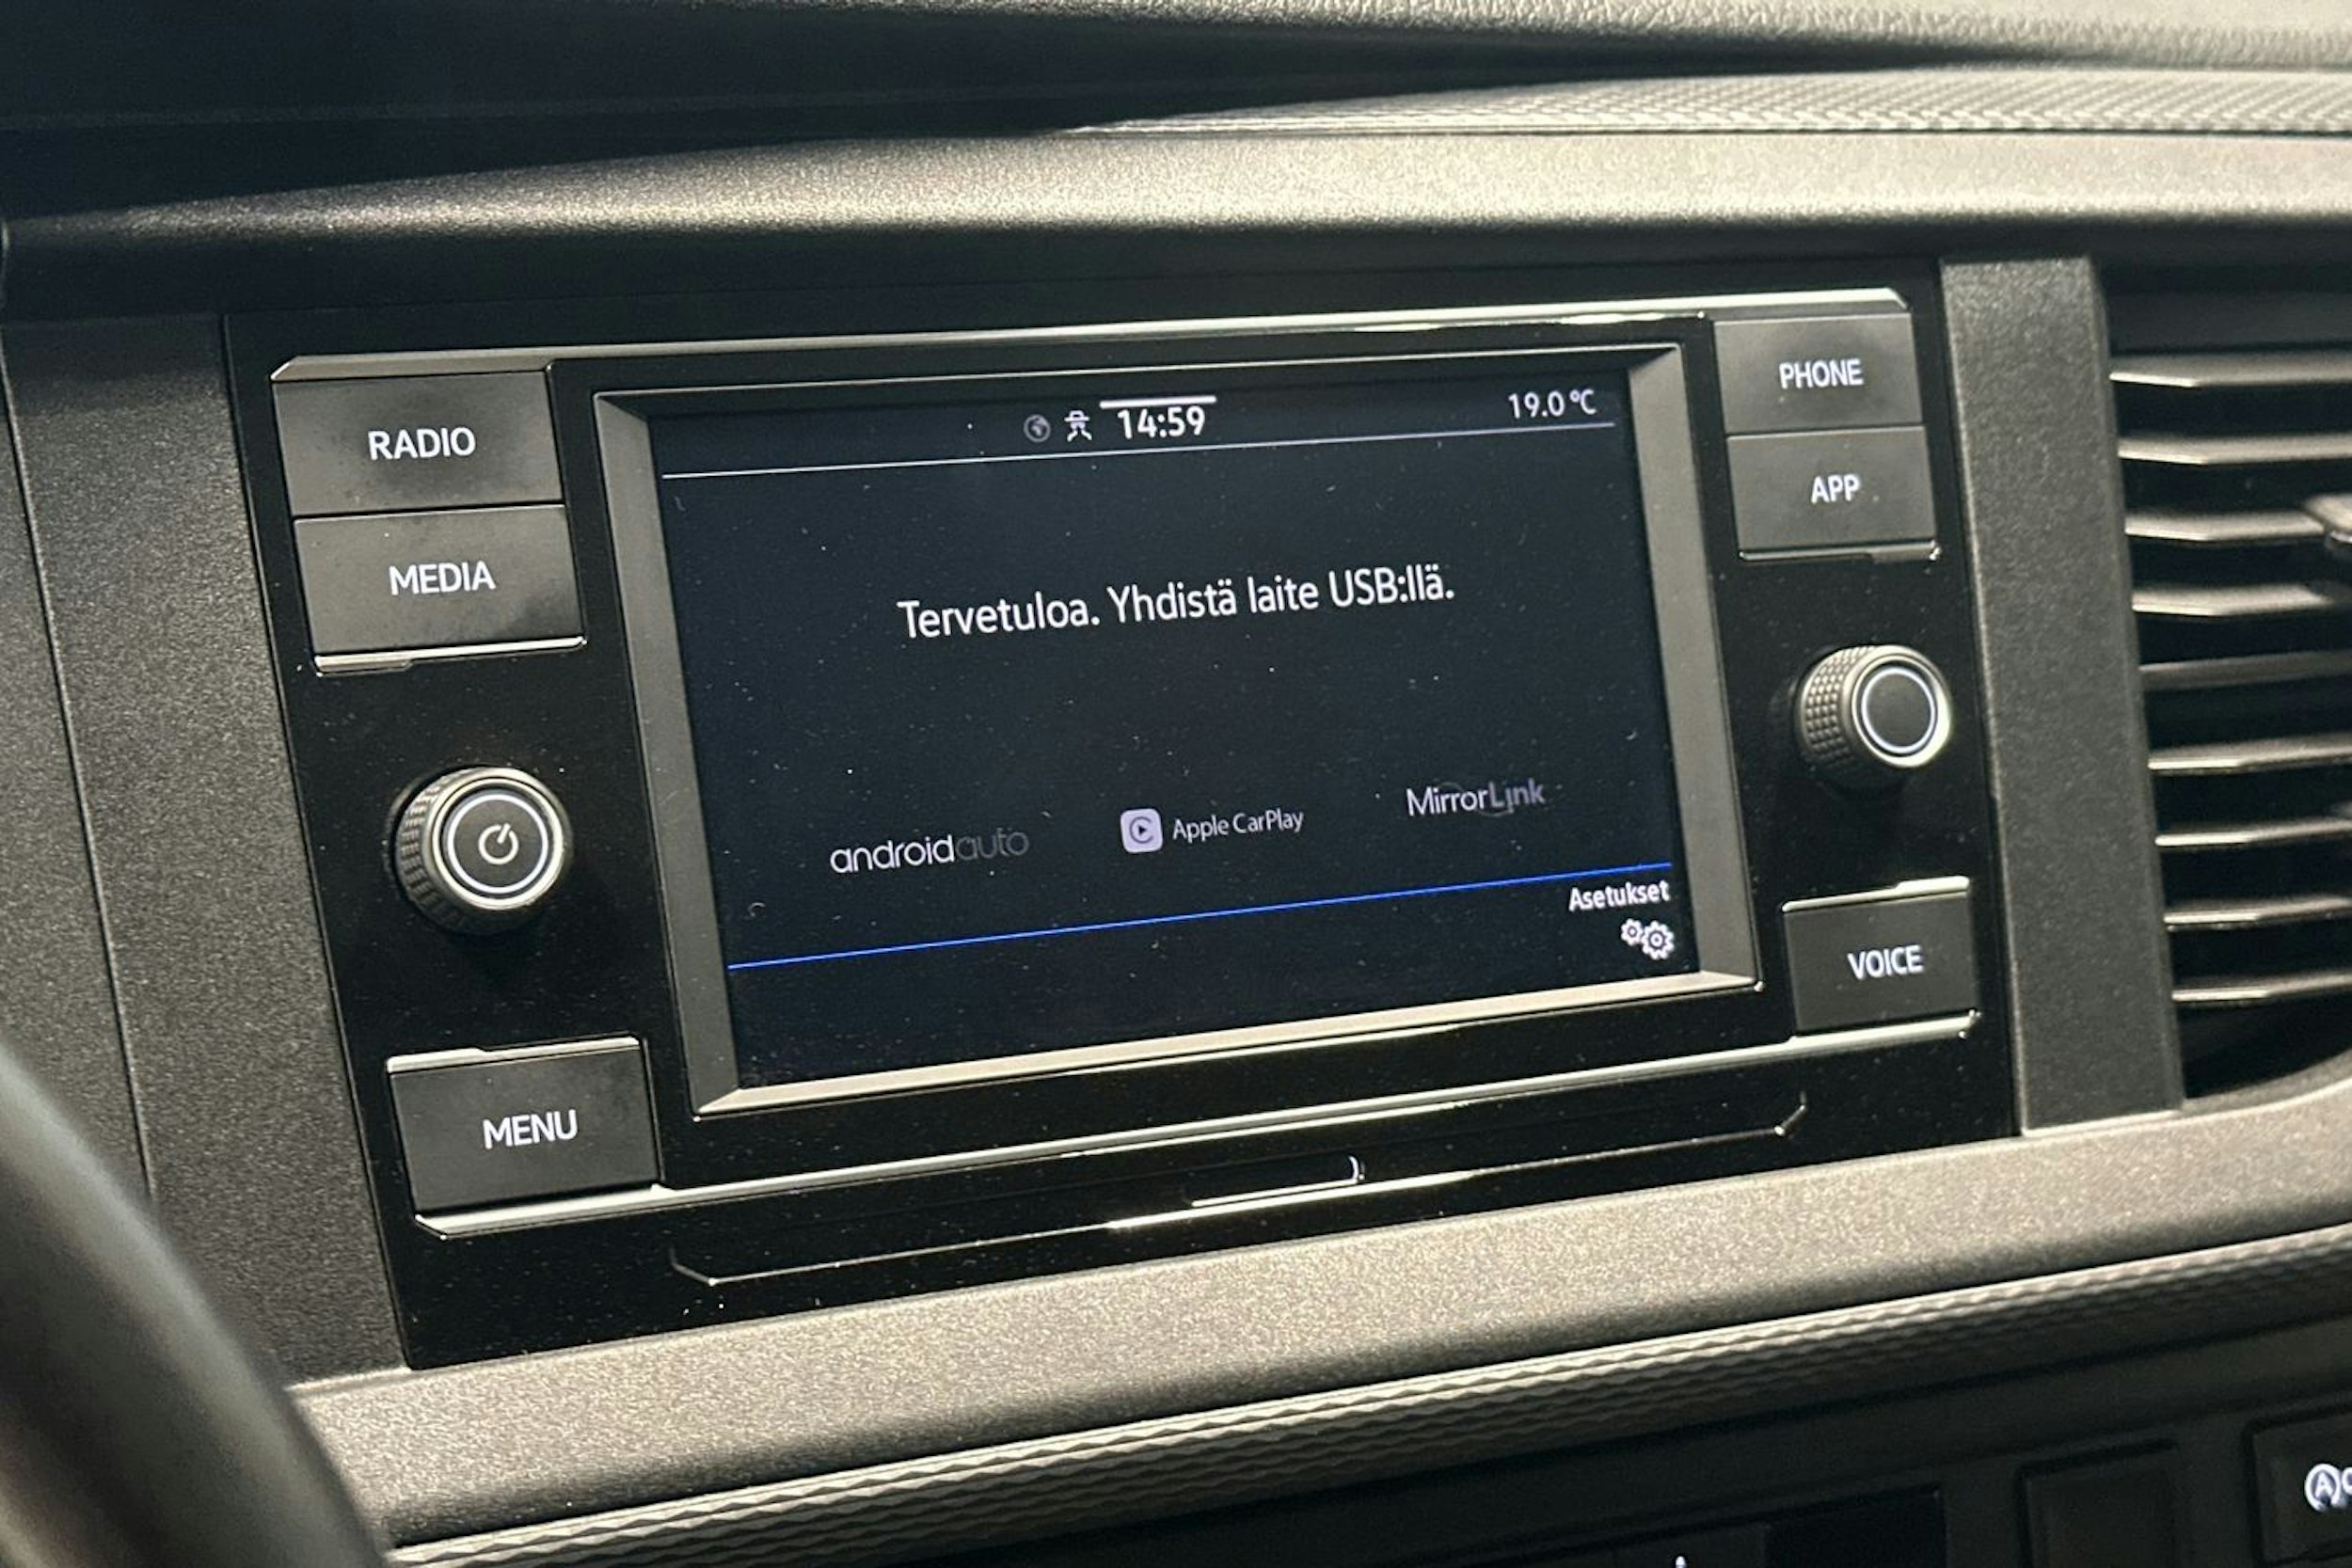 RADIO
MEDIA
MENU
14:59
19.0 °C
Tervetuloa. Yhdistä laite USB:llä.
androidauto
Apple CarPlay
MirrorLink
Asetukset
PHONE
APP
VOICE